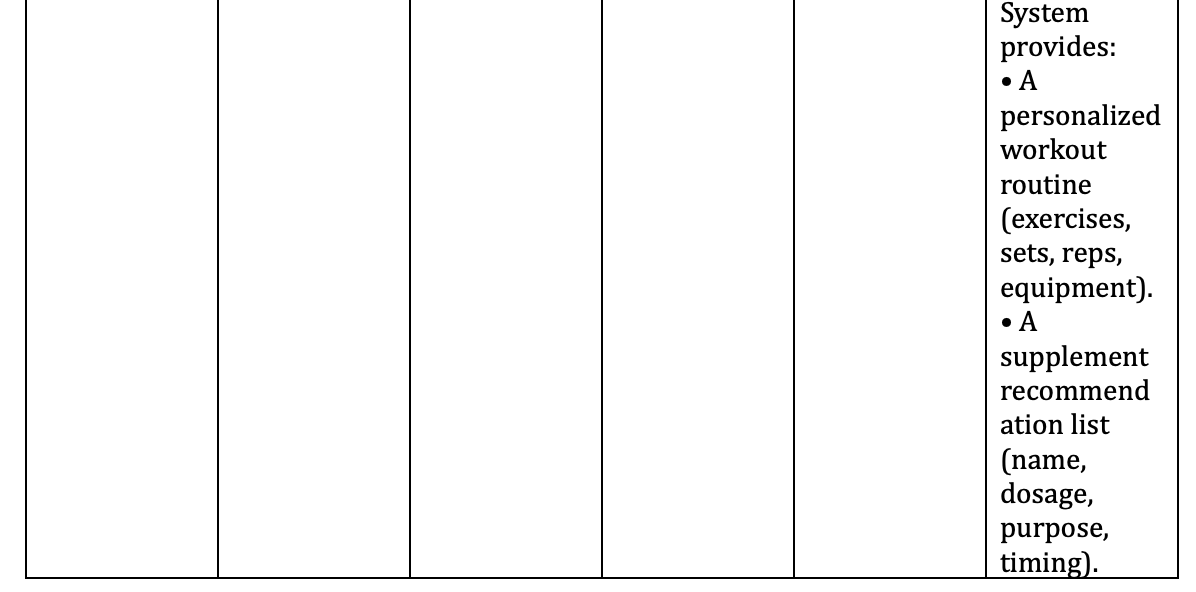 System
provides:
• A
personalized
workout
routine
(exercises,
sets, reps,
equipment).
• A
supplement
recommend
ation list
(name,
dosage,
purpose,
timing).